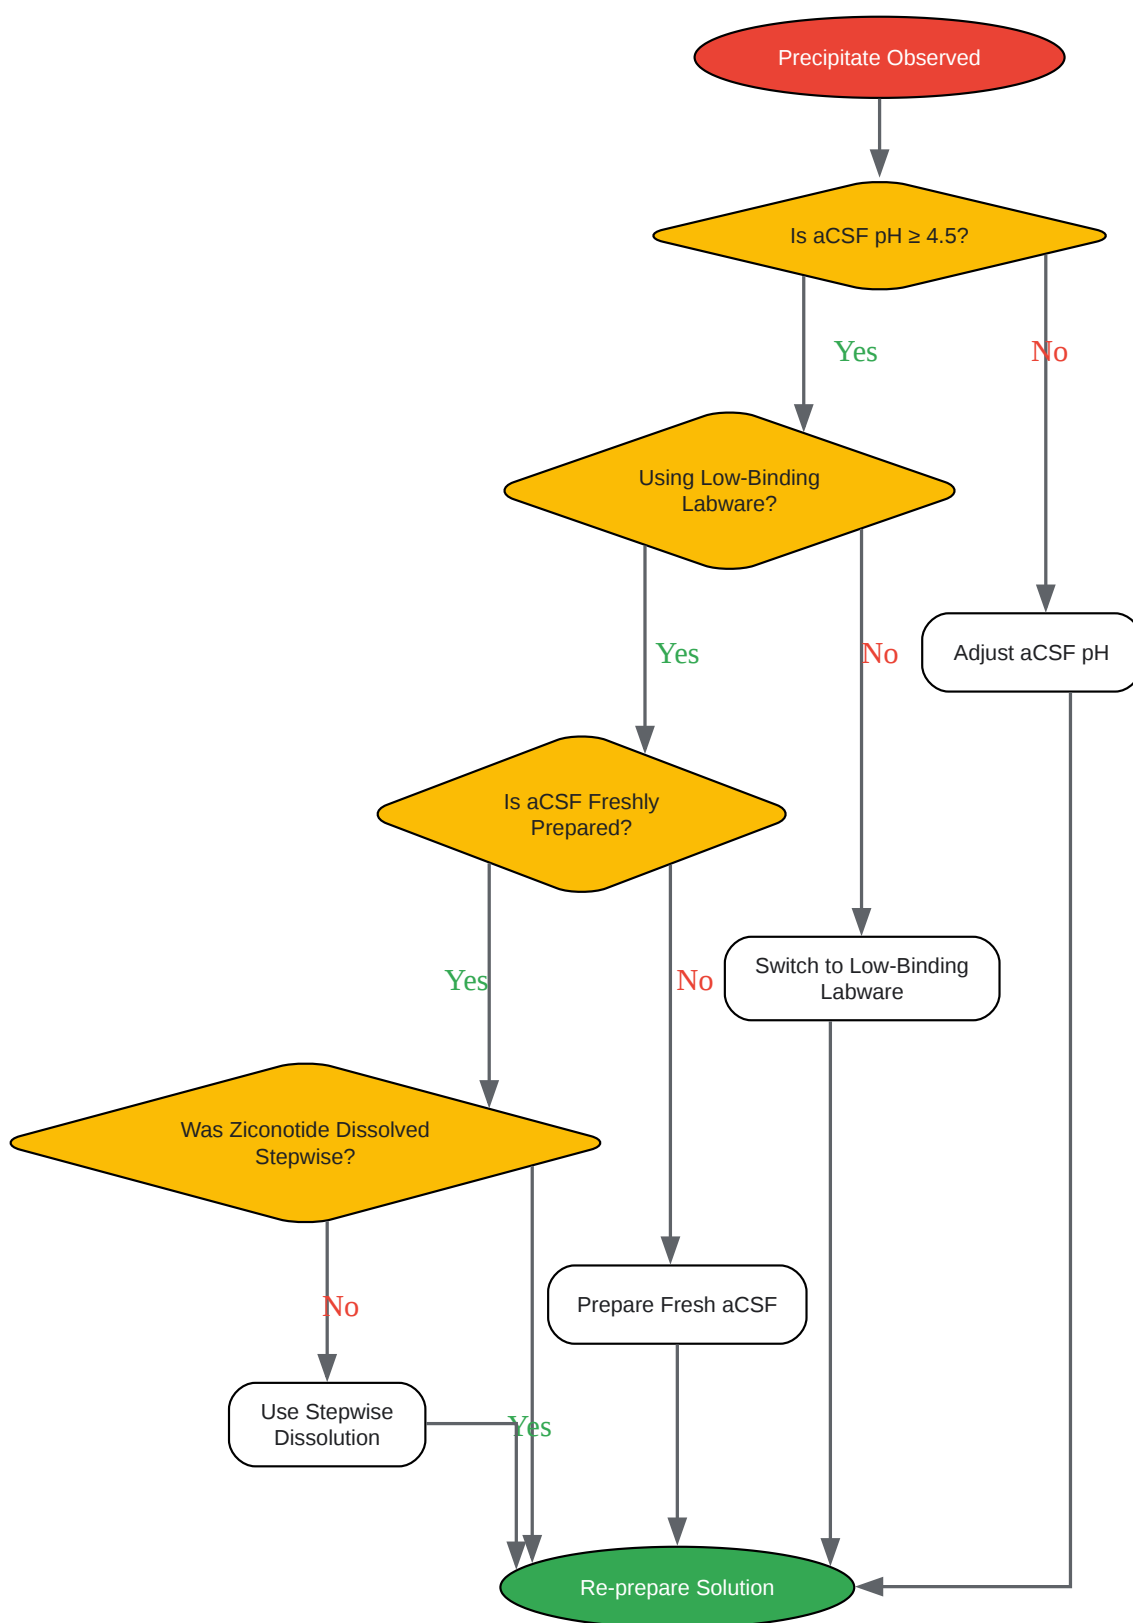 Precipitate Observed
Is aCSF pH ≥ 4.5?
Yes
No
Using Low-Binding
Labware?
Yes
No
Adjust aCSF pH
Is aCSF Freshly
Prepared?
Yes
No
Switch to Low-Binding
Labware
Was Ziconotide Dissolved
Stepwise?
No
Prepare Fresh aCSF
Use Stepwise
Dissolution
Yes
Re-prepare Solution